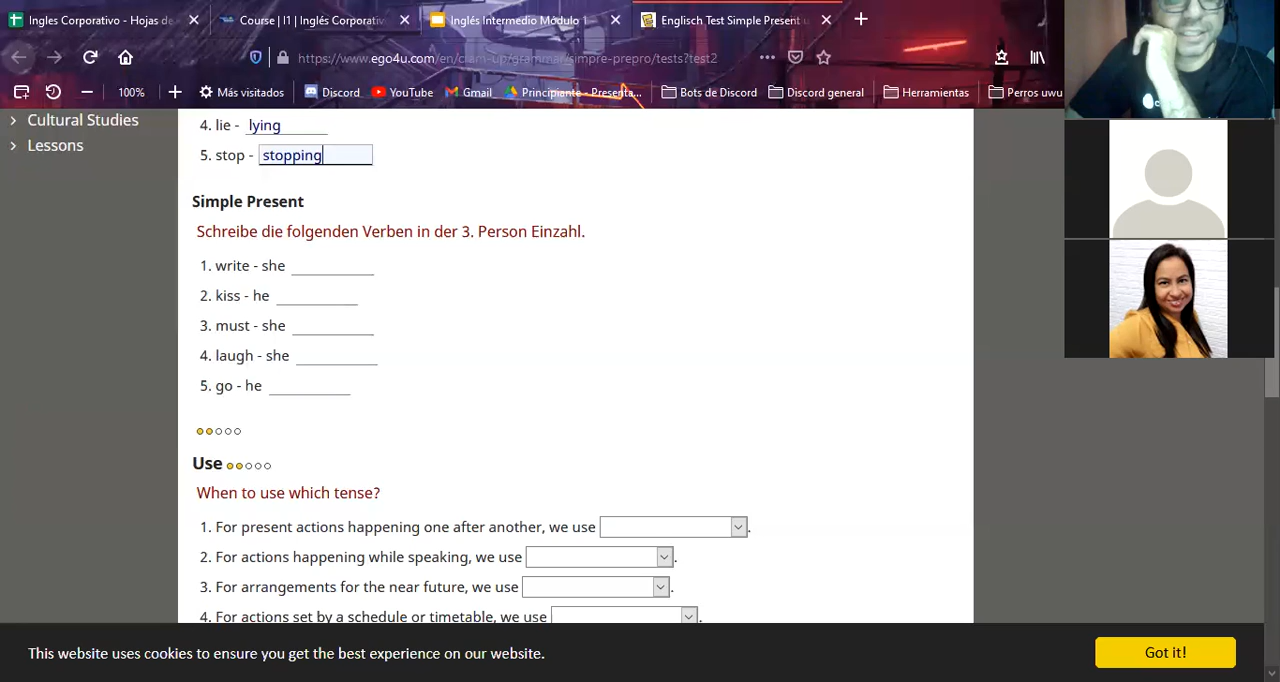 Ingles Corporativo - Hojas de
Course | I1 | Inglés Corporativ
Inglés Intermedio Módulo 1
Englisch Test Simple Present u
https://www.ego4u.com/en/cram-up/grammar/simpre-prepro/tests?test2
100%
Más visitados
Discord
YouTube
Gmail
Principiante - Presenta...
Bots de Discord
Discord general
Herramientas
Perros uwu
Cultural Studies
Lessons
4. lie - lying
5. stop - stopping
Simple Present
Schreibe die folgenden Verben in der 3. Person Einzahl.
1. write - she
2. kiss - he
3. must - she
4. laugh - she
5. go - he
Use
When to use which tense?
1. For present actions happening one after another, we use .
2. For actions happening while speaking, we use .
3. For arrangements for the near future, we use .
4. For actions set by a schedule or timetable, we use .
This website uses cookies to ensure you get the best experience on our website.
Got it!